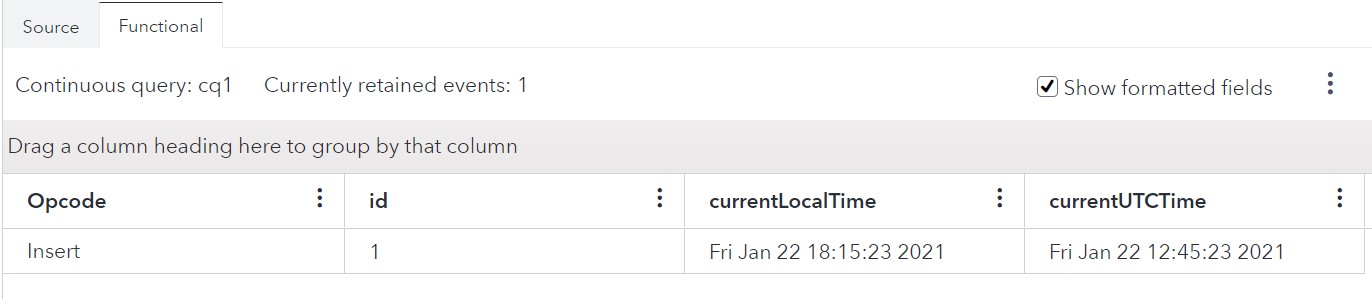 Source Functional
Continuous query: cq1 Currently retained events: 1 Show formatted fields
Drag a column heading here to group by that column
Opcode id currentLocalTime currentUTCTime
Insert 1 Fri Jan 22 18:15:23 2021 Fri Jan 22 12:45:23 2021